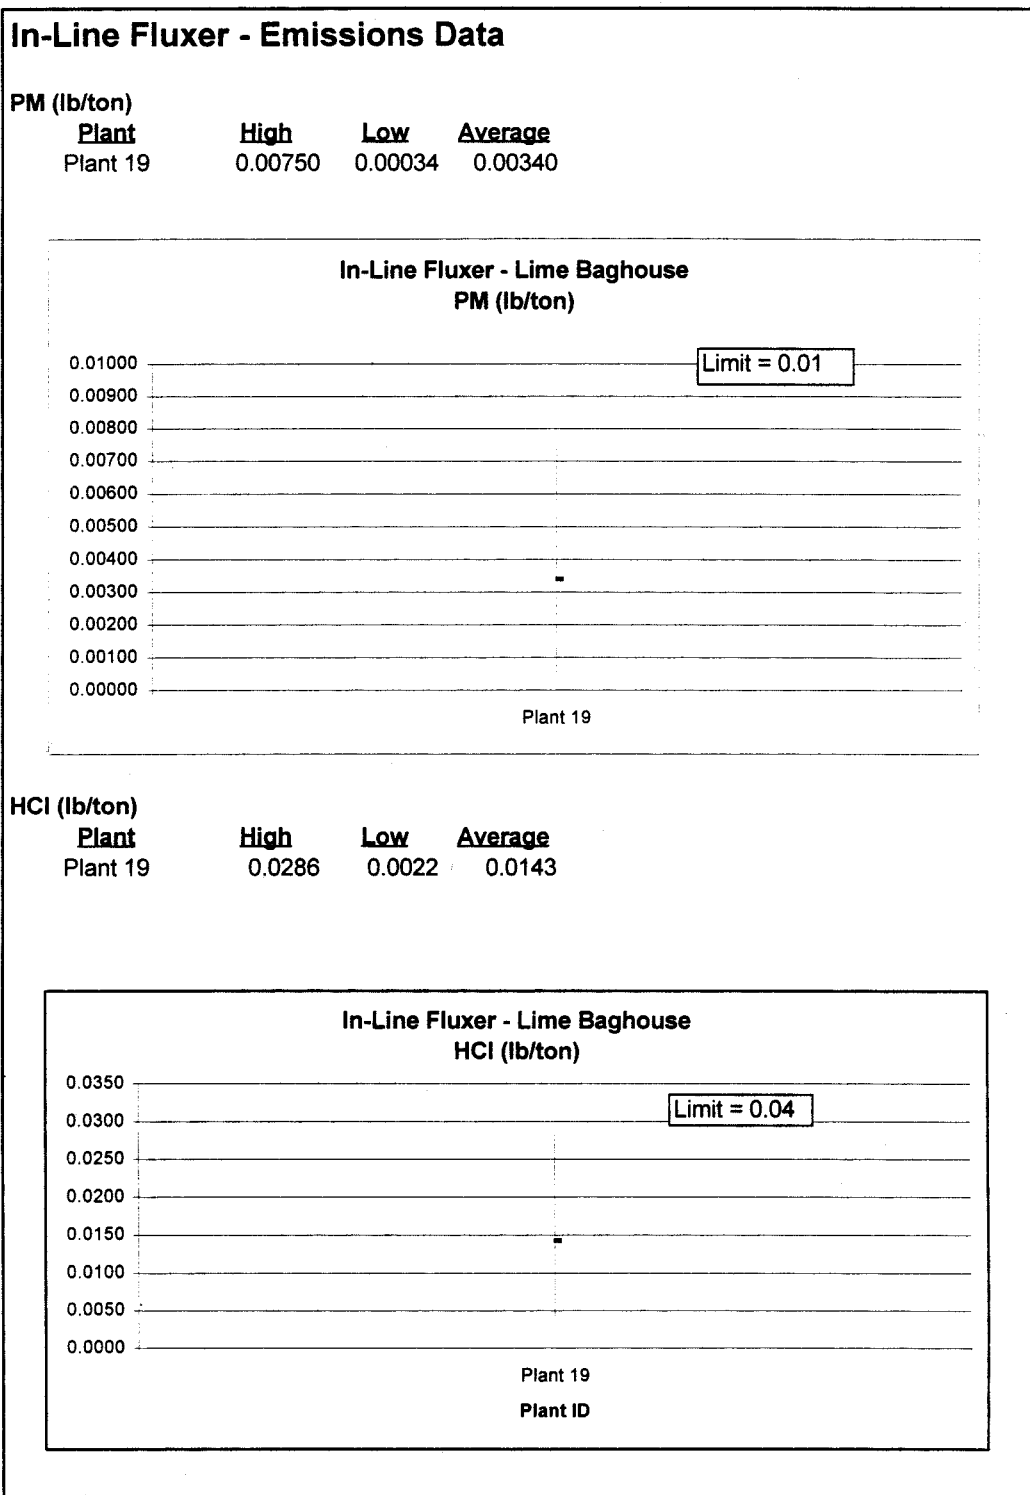 In-Line Fluxer - Emissions Data
PM (lb/ton)
Plant High Low Average
Plant 19 0.00750 0.00034 0.00340
In-Line Fluxer - Lime Baghouse
PM (lb/ton)
Limit = 0.01
0.01000
0.00900
0.00800
0.00700
0.00600
0.00500
0.00400
0.00300
0.00200
0.00100
0.00000
Plant 19
HCl (lb/ton)
Plant High Low Average
Plant 19 0.0286 0.0022 0.0143
In-Line Fluxer - Lime Baghouse
HCl (lb/ton)
Limit = 0.04
0.0350
0.0300
0.0250
0.0200
0.0150
0.0100
0.0050
0.0000
Plant 19
Plant ID